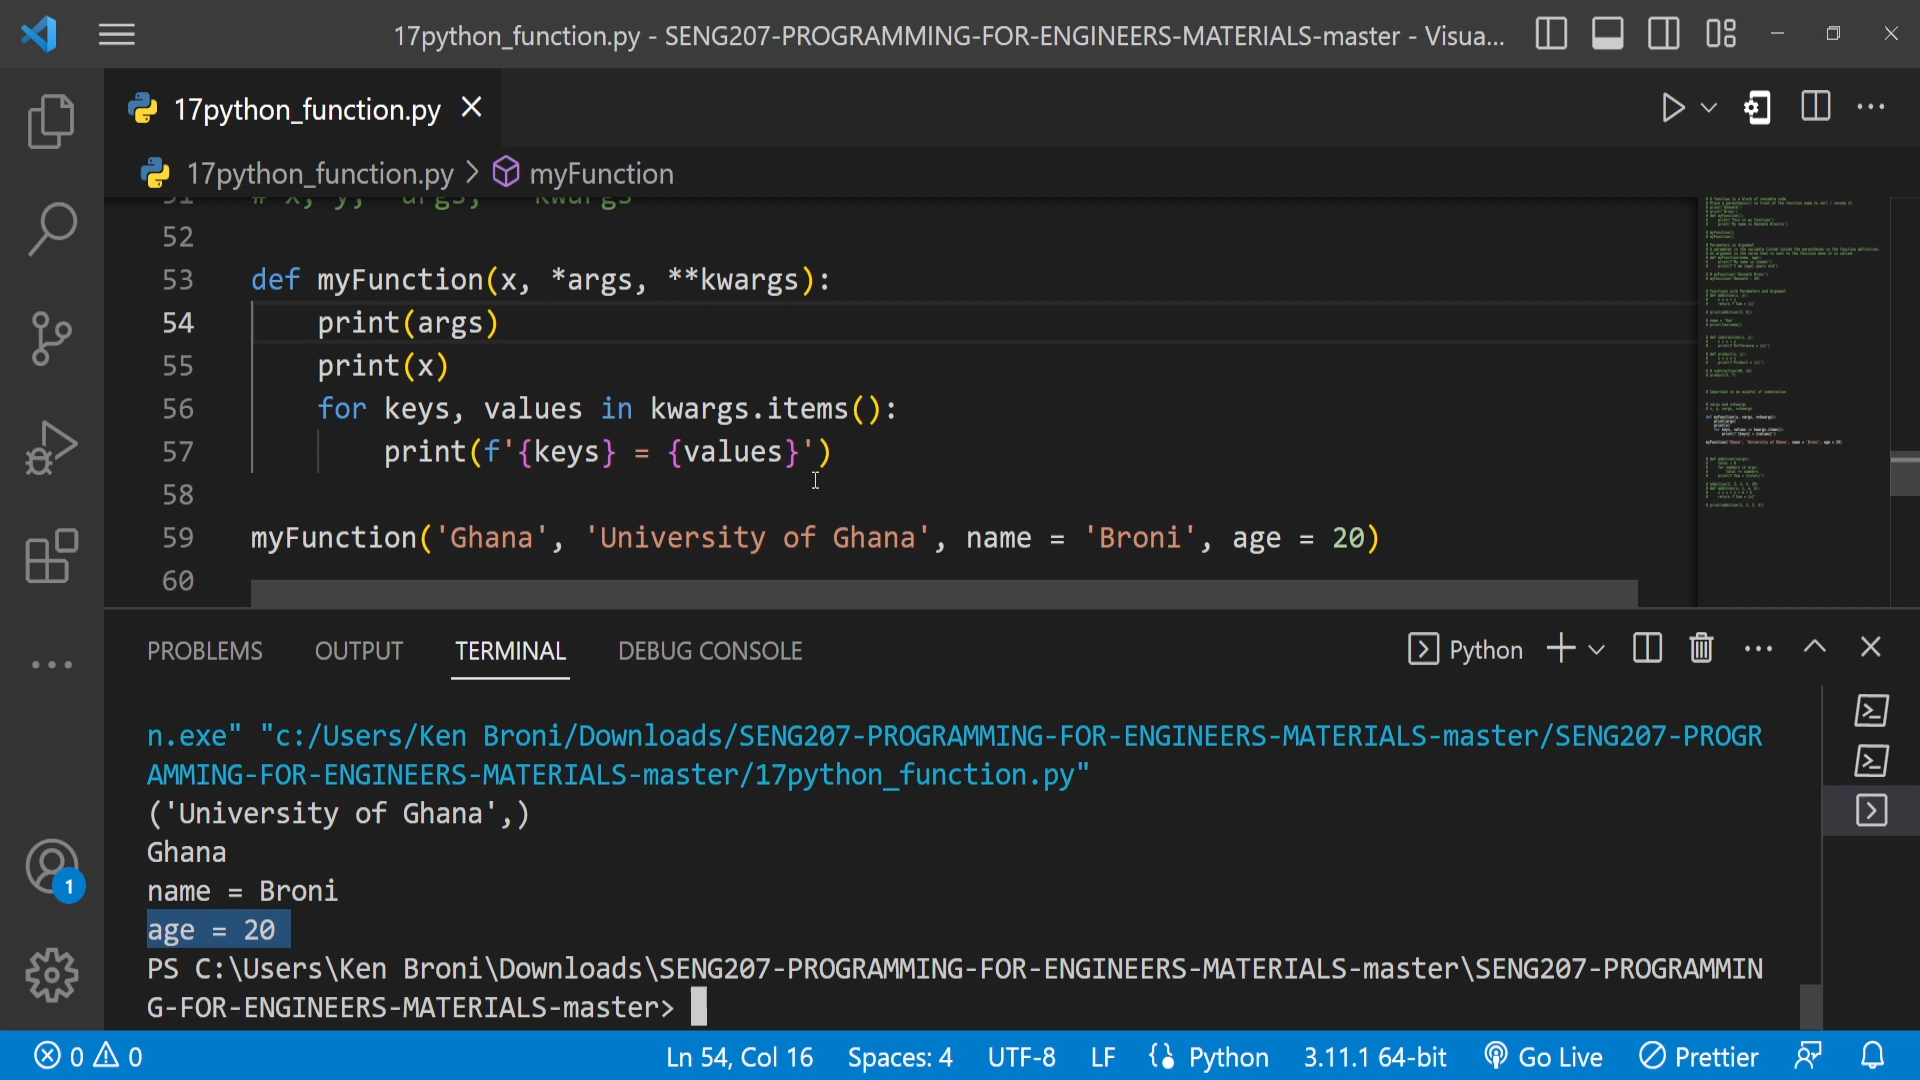 17python_function.py - SENG207-PROGRAMMING-FOR-ENGINEERS-MATERIALS-master - Visua...
17python_function.py
17python_function.py > myFunction
51 # x, y, *args, **kwargs
52
53 def myFunction(x, *args, **kwargs):
54 print(args)
55 print(x)
56 for keys, values in kwargs.items():
57 print(f'{keys} = {values}')
58
59 myFunction('Ghana', 'University of Ghana', name = 'Broni', age = 20)
60
PROBLEMS OUTPUT TERMINAL DEBUG CONSOLE Python
n.exe" "c:/Users/Ken Broni/Downloads/SENG207-PROGRAMMING-FOR-ENGINEERS-MATERIALS-master/SENG207-PROGR
AMMING-FOR-ENGINEERS-MATERIALS-master/17python_function.py"
('University of Ghana',)
Ghana
name = Broni
age = 20
PS C:\Users\Ken Broni\Downloads\SENG207-PROGRAMMING-FOR-ENGINEERS-MATERIALS-master\SENG207-PROGRAMMIN
G-FOR-ENGINEERS-MATERIALS-master>
1
0 0 Ln 54, Col 16 Spaces: 4 UTF-8 LF Python 3.11.1 64-bit Go Live Prettier